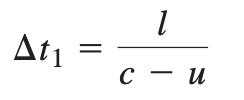 Δt₁ = l / (c − u)